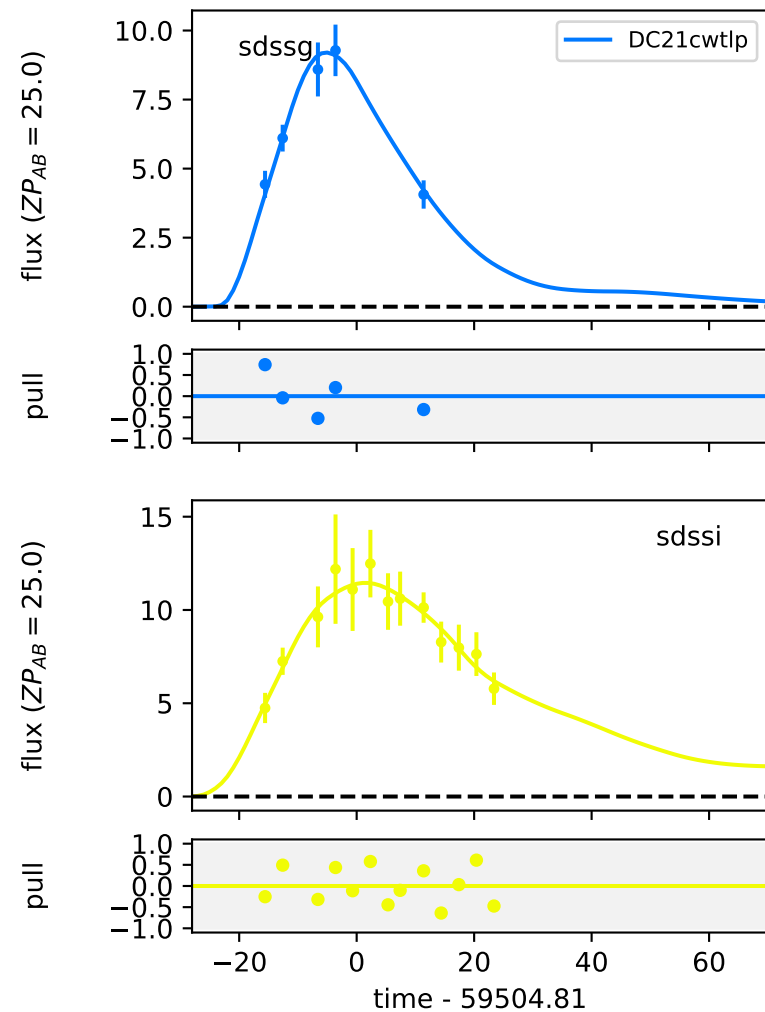 sdssg
DC21cwtlp
flux (ZP_AB = 25.0)
10.0
7.5
5.0
2.5
0.0
pull
1.0
0.5
0.0
−0.5
−1.0
sdssi
flux (ZP_AB = 25.0)
15
10
5
0
pull
1.0
0.5
0.0
−0.5
−1.0
−20 0 20 40 60
time - 59504.81